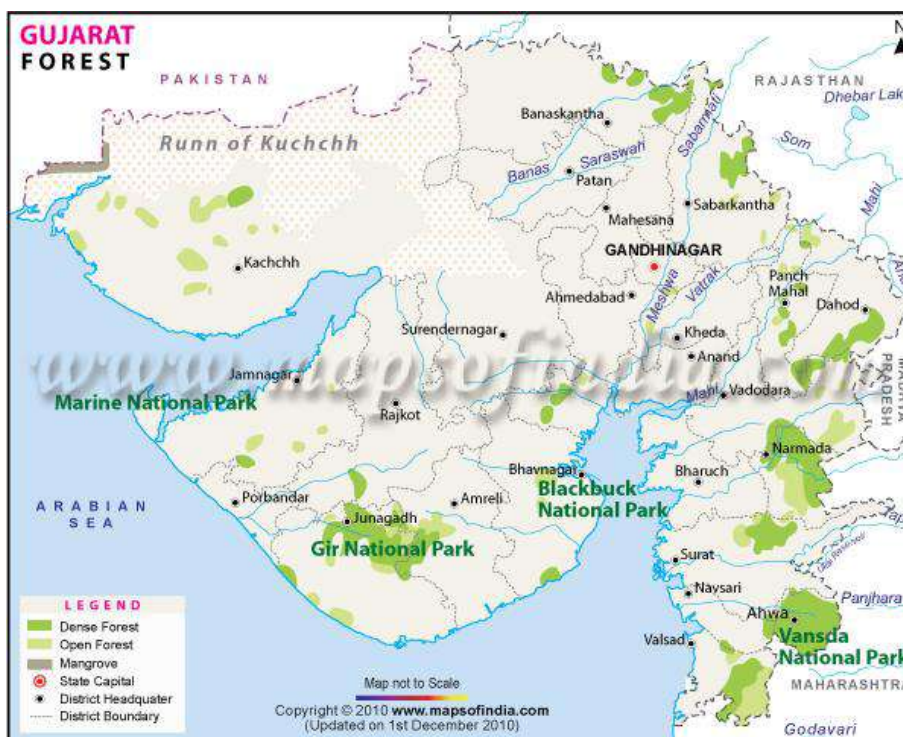 GUJARAT
FOREST
PAKISTAN
N
RAJASTHAN
Dhebar Lak
Runn of Kuchchh
Banaskantha
Sabarmati
Som
Banas
Saraswah
Patan
Mahi
Mahesana
Sabarkantha
GANDHINAGAR
Kachchh
Ahmedabad
Meshwa
Vatrak
Panch
Mahal
Dahod
Surendernagar
Kheda
Anand
www.mapsofindia.com
Jamnagar
Mahi
Vadodara
PRADESH
Marine National Park
Rajkot
Narmada
Bhavnagar
Bharuch
ARABIAN
SEA
Porbandar
Amreli
Blackbuck
National Park
Junagadh
Gir National Park
Surat
Navsari
Panjhara
Ahwa
Valsad
Vansda
National Park
MAHARASHTRA
Godavari
LEGEND
Dense Forest
Open Forest
Mangrove
State Capital
District Headquater
District Boundary
Map not to Scale
Copyright © 2010 www.mapsofindia.com
(Updated on 1st December 2010)